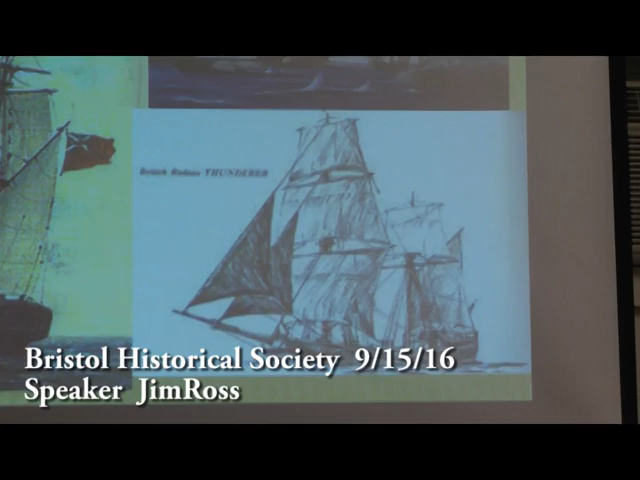 British Radeau THUNDERER
Bristol Historical Society 9/15/16
Speaker JimRoss